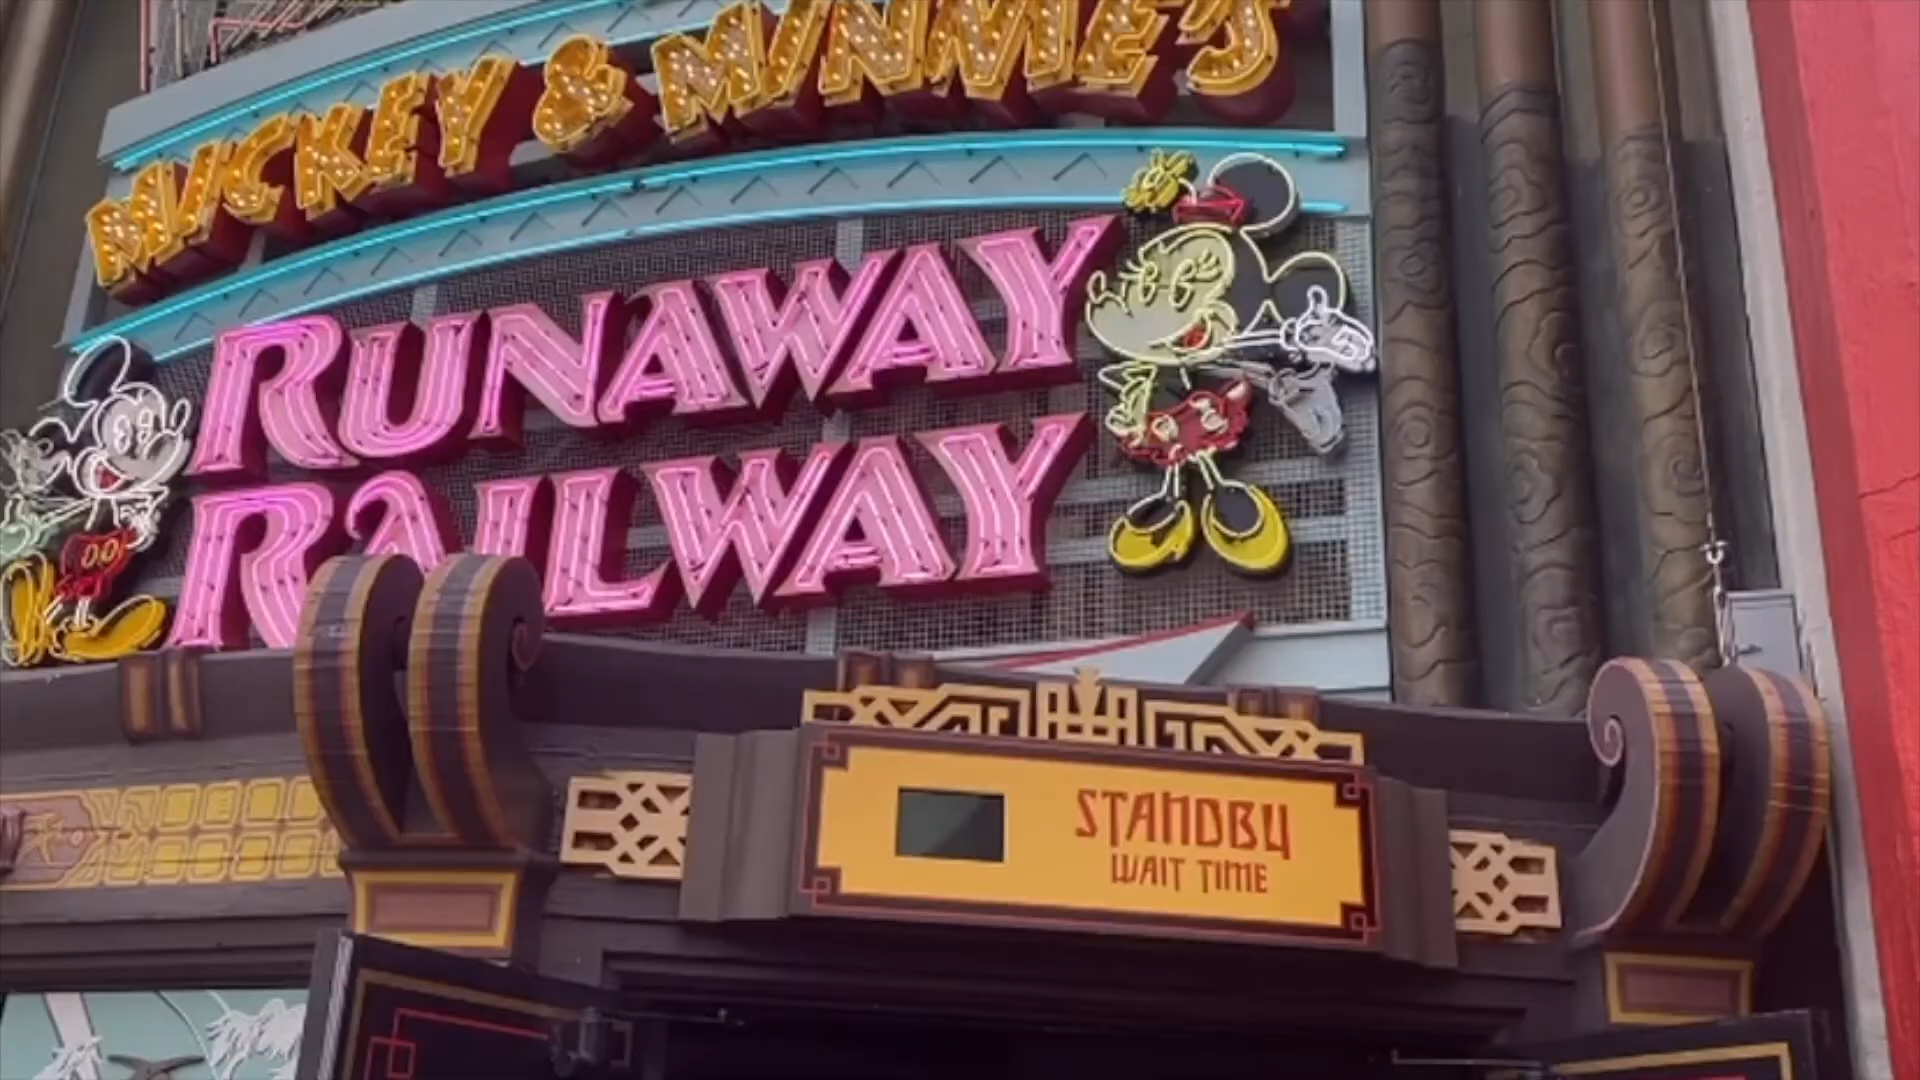 MICKEY & MINNIE'S
RUNAWAY
RAILWAY
STANDBY
WAIT TIME